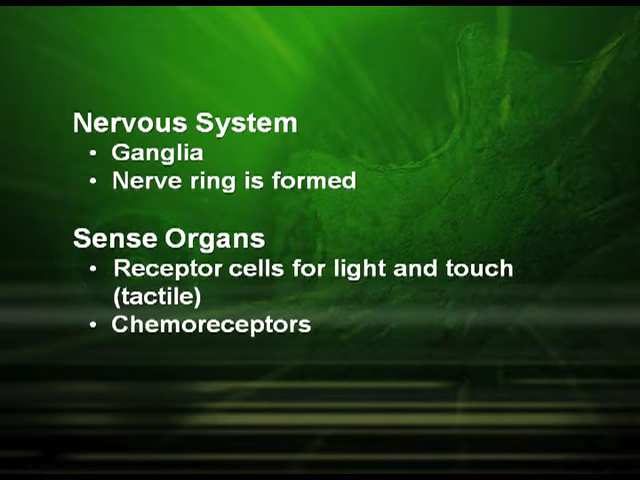 Nervous System
• Ganglia
• Nerve ring is formed
Sense Organs
• Receptor cells for light and touch
(tactile)
• Chemoreceptors